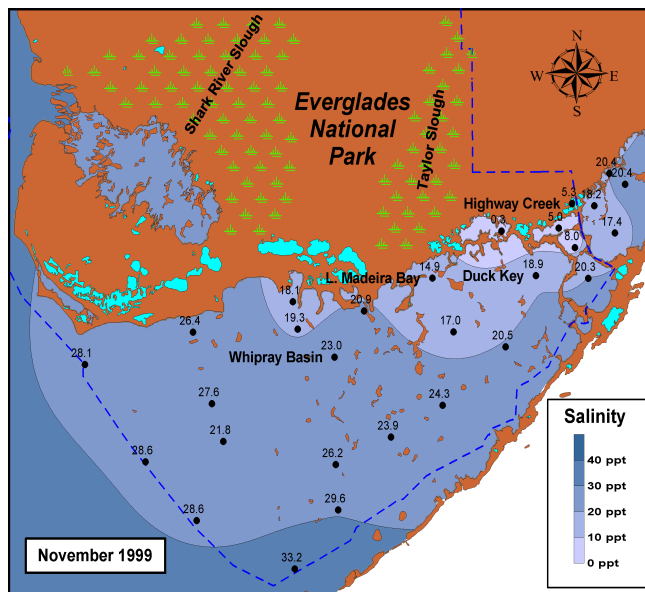 Shark River Slough
Everglades
National
Park
Taylor Slough
N
W
E
S
20.4
20.4
Highway Creek
5.3
18.2
0.3
5.0
17.4
8.0
L. Madeira Bay
14.9
Duck Key
18.9
20.3
18.1
20.9
19.3
26.4
17.0
20.5
Whipray Basin
23.0
28.1
27.6
24.3
21.8
23.9
28.6
26.2
29.6
28.6
33.2
Salinity
40 ppt
30 ppt
20 ppt
10 ppt
0 ppt
November 1999